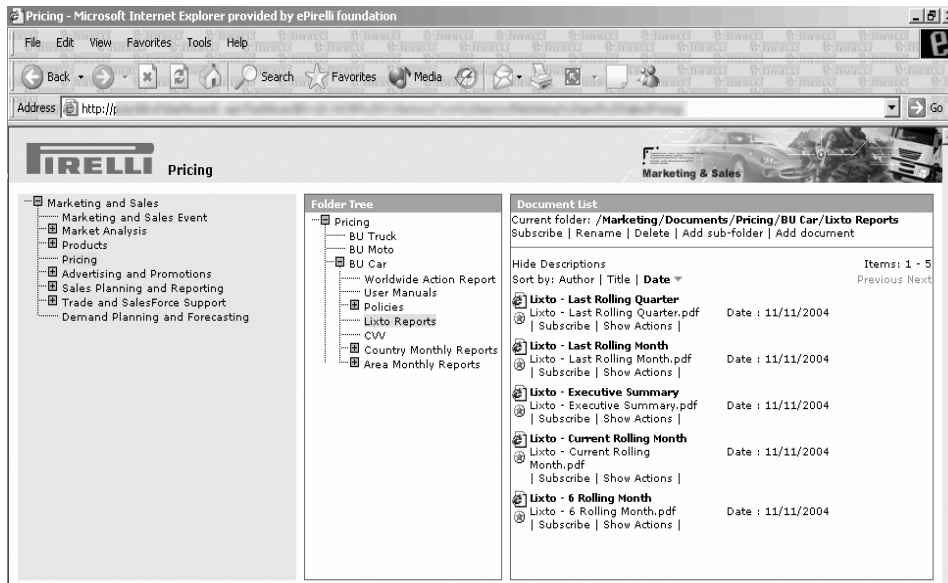 Pricing - Microsoft Internet Explorer provided by ePirelli foundation
File Edit View Favorites Tools Help
Back Search Favorites Media
Address http://
Go
PIRELLI Pricing
Marketing & Sales
Marketing and Sales
Marketing and Sales Event
Market Analysis
Products
Pricing
Advertising and Promotions
Sales Planning and Reporting
Trade and SalesForce Support
Demand Planning and Forecasting
Folder Tree
Pricing
BU Truck
BU Moto
BU Car
Worldwide Action Report
User Manuals
Policies
Lixto Reports
CVV
Country Monthly Reports
Area Monthly Reports
Document List
Current folder: /Marketing/Documents/Pricing/BU Car/Lixto Reports
Subscribe | Rename | Delete | Add sub-folder | Add document
Hide Descriptions Items: 1 - 5
Sort by: Author | Title | Date Previous Next
Lixto - Last Rolling Quarter
Lixto - Last Rolling Quarter.pdf Date : 11/11/2004
| Subscribe | Show Actions |
Lixto - Last Rolling Month
Lixto - Last Rolling Month.pdf Date : 11/11/2004
| Subscribe | Show Actions |
Lixto - Executive Summary
Lixto - Executive Summary.pdf Date : 11/11/2004
| Subscribe | Show Actions |
Lixto - Current Rolling Month
Lixto - Current Rolling Date : 11/11/2004
Month.pdf
| Subscribe | Show Actions |
Lixto - 6 Rolling Month
Lixto - 6 Rolling Month.pdf Date : 11/11/2004
| Subscribe | Show Actions |